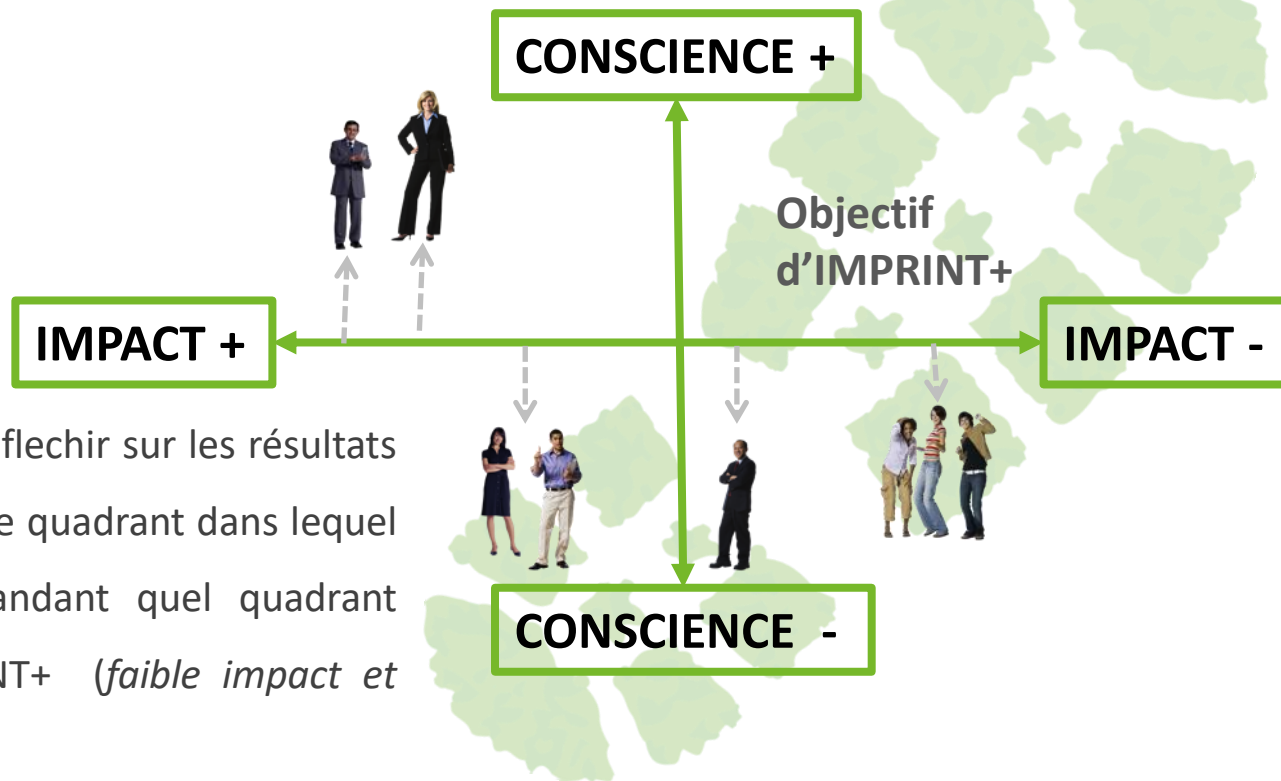 CONSCIENCE +
Objectif
d'IMPRINT+
IMPACT +
IMPACT -
flechir sur les résultats
e quadrant dans lequel
andant quel quadrant
NT+ (faible impact et
CONSCIENCE -